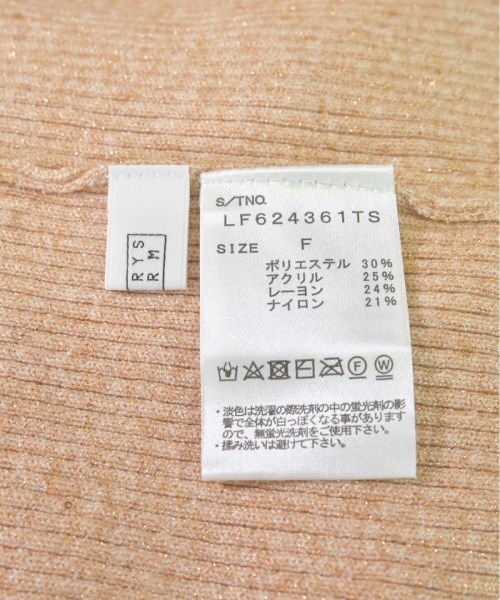 RYS
RM
S/TNO.
LF624361TS
SIZE F
ポリエステル 30%
アクリル 25%
レーヨン 24%
ナイロン 21%
F W
・淡色は洗濯の際洗剤の中の蛍光剤の影
響で全体が白っぽくなる事があります
ので、無蛍光洗剤をご使用下さい。
・揉み洗いは避けて下さい。